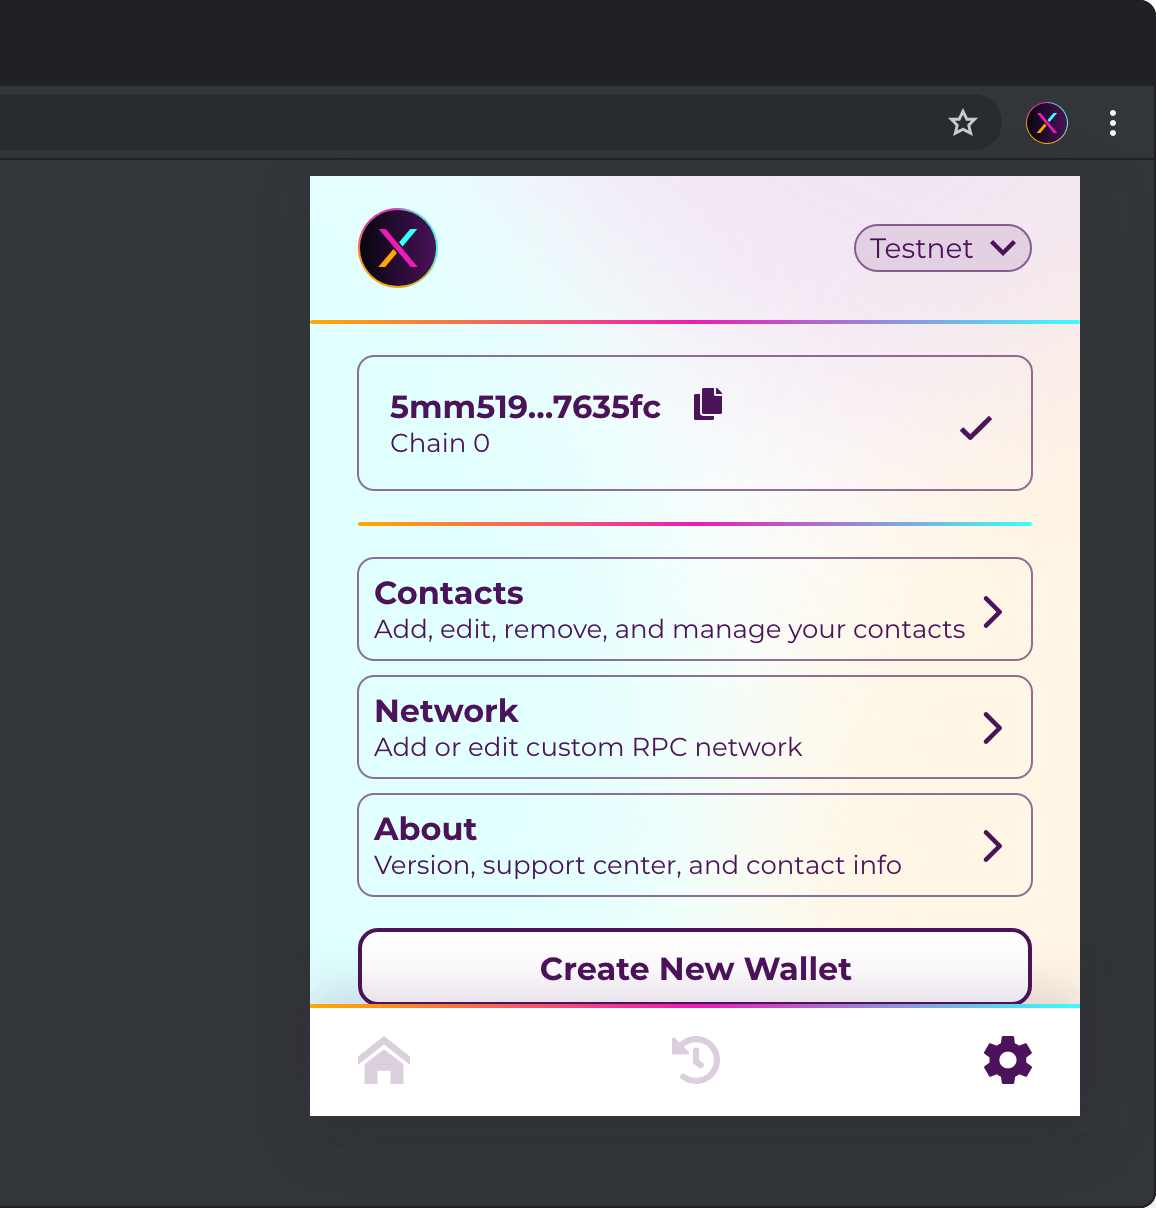 Testnet
5mm519...7635fc
Chain 0
Contacts
Add, edit, remove, and manage your contacts
Network
Add or edit custom RPC network
About
Version, support center, and contact info
Create New Wallet